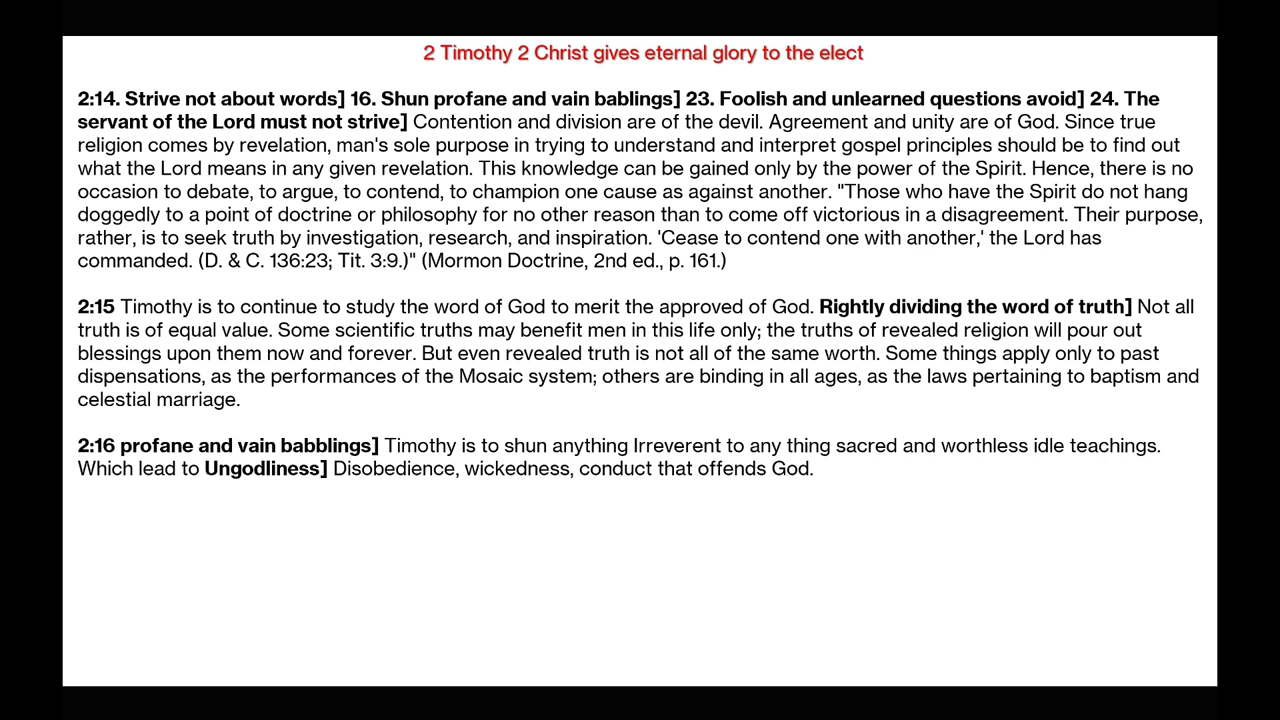 2 Timothy 2 Christ gives eternal glory to the elect
2:14. Strive not about words] 16. Shun profane and vain bablings] 23. Foolish and unlearned questions avoid] 24. The
servant of the Lord must not strive] Contention and division are of the devil. Agreement and unity are of God. Since true
religion comes by revelation, man's sole purpose in trying to understand and interpret gospel principles should be to find out
what the Lord means in any given revelation. This knowledge can be gained only by the power of the Spirit. Hence, there is no
occasion to debate, to argue, to contend, to champion one cause as against another. "Those who have the Spirit do not hang
doggedly to a point of doctrine or philosophy for no other reason than to come off victorious in a disagreement. Their purpose,
rather, is to seek truth by investigation, research, and inspiration. 'Cease to contend one with another,' the Lord has
commanded. (D. & C. 136:23; Tit. 3:9.)" (Mormon Doctrine, 2nd ed., p. 161.)
2:15 Timothy is to continue to study the word of God to merit the approved of God. Rightly dividing the word of truth] Not all
truth is of equal value. Some scientific truths may benefit men in this life only; the truths of revealed religion will pour out
blessings upon them now and forever. But even revealed truth is not all of the same worth. Some things apply only to past
dispensations, as the performances of the Mosaic system; others are binding in all ages, as the laws pertaining to baptism and
celestial marriage.
2:16 profane and vain babblings] Timothy is to shun anything Irreverent to any thing sacred and worthless idle teachings.
Which lead to Ungodliness] Disobedience, wickedness, conduct that offends God.